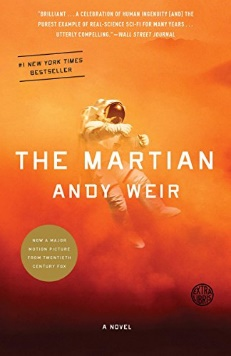 "BRILLIANT . . . A CELEBRATION OF HUMAN INGENUITY [AND] THE
PUREST EXAMPLE OF REAL-SCIENCE SCI-FI FOR MANY YEARS . . .
UTTERLY COMPELLING."—WALL STREET JOURNAL
#1 NEW YORK TIMES
BESTSELLER
THE MARTIAN
ANDY WEIR
NOW A MAJOR
MOTION PICTURE
FROM TWENTIETH
CENTURY FOX
EXTRA
LIBRIS
A NOVEL